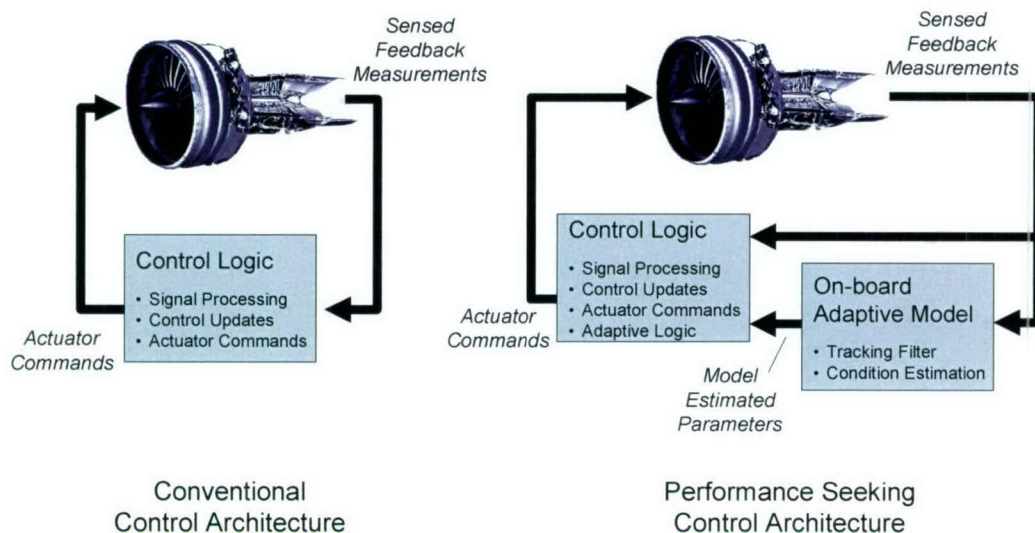 Sensed
Feedback
Measurements
Control Logic
• Signal Processing
• Control Updates
• Actuator Commands
Actuator
Commands
Conventional
Control Architecture
Sensed
Feedback
Measurements
Control Logic
• Signal Processing
• Control Updates
• Actuator Commands
• Adaptive Logic
On-board
Adaptive Model
• Tracking Filter
• Condition Estimation
Actuator
Commands
Model
Estimated
Parameters
Performance Seeking
Control Architecture